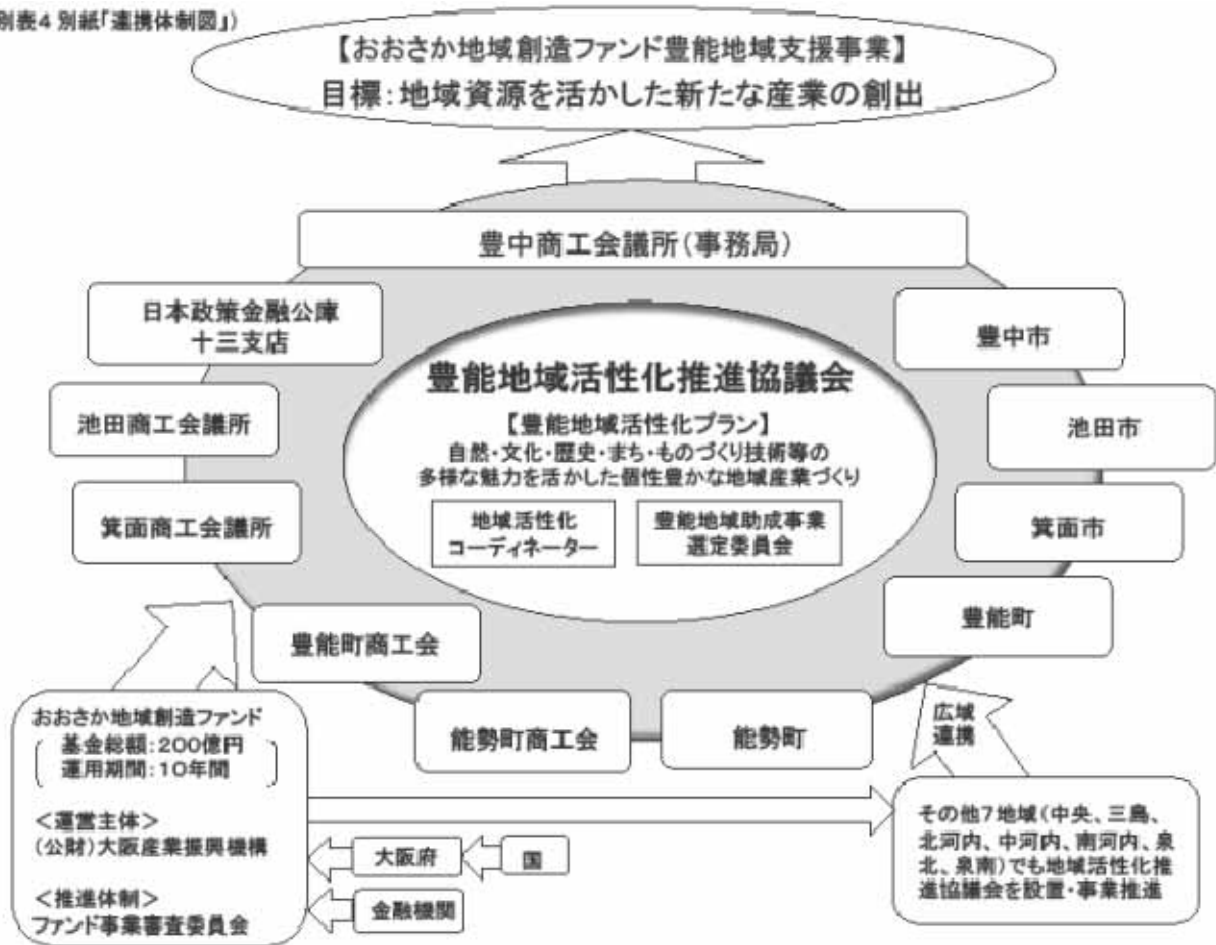 別表4 別紙「連携体制図」)
【おおさか地域創造ファンド豊能地域支援事業】
目標:地域資源を活かした新たな産業の創出
豊中商工会議所(事務局)
日本政策金融公庫
十三支店
豊中市
池田商工会議所
池田市
箕面商工会議所
箕面市
豊能地域活性化推進協議会
【豊能地域活性化プラン】
自然・文化・歴史・まち・ものづくり技術等の
多様な魅力を活かした個性豊かな地域産業づくり
地域活性化
コーディネーター
豊能地域助成事業
選定委員会
豊能町商工会
豊能町
能勢町商工会
能勢町
おおさか地域創造ファンド
基金総額:200億円
運用期間:10年間
<運営主体>
(公財)大阪産業振興機構
<推進体制>
ファンド事業審査委員会
大阪府
国
金融機関
広域
連携
その他7地域(中央、三島、
北河内、中河内、南河内、泉
北、泉南)でも地域活性化推
進協議会を設置・事業推進